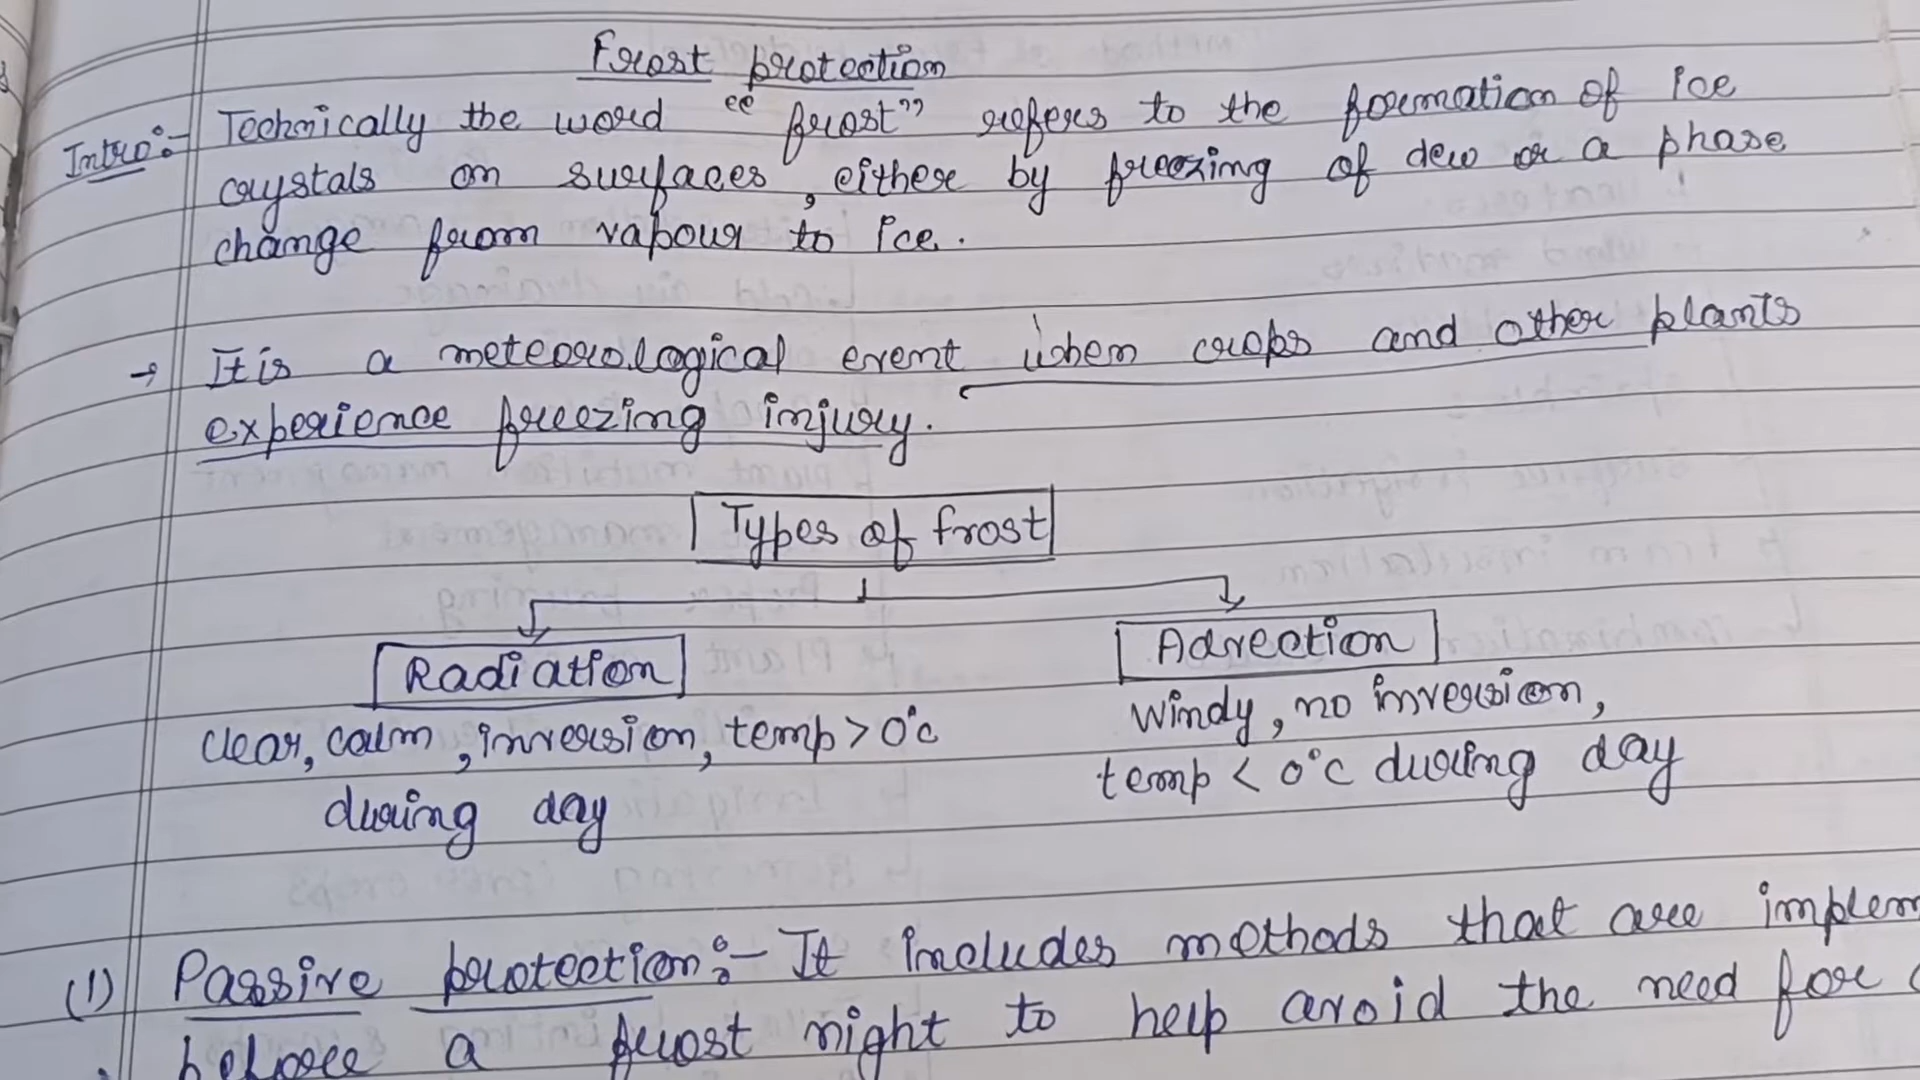 Frost protection
Intro:- Technically the word "frost" refers to the formation of ice
crystals on surfaces, either by freezing of dew or a phase
change from vapour to ice.
→ It is a meteorological event when crops and other plants
experience freezing injury.
Types of frost
Radiation
Advection
clear, calm, inversion, temp > 0°c
during day
windy, no inversion,
temp < 0°c during day
(1) Passive protection:- It includes methods that are implem
before a frost night to help avoid the need for